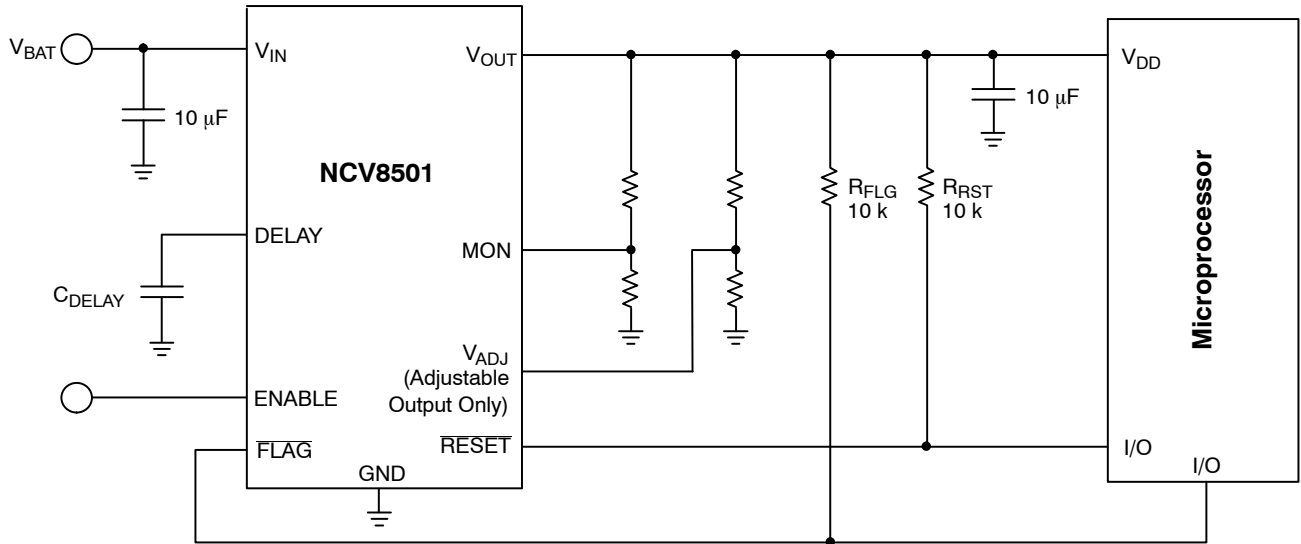 V_BAT
V_IN
10 μF
NCV8501
DELAY
C_DELAY
ENABLE
FLAG
GND
V_OUT
MON
V_ADJ
(Adjustable
Output Only)
RESET
R_FLG
10 k
R_RST
10 k
10 μF
V_DD
Microprocessor
I/O
I/O